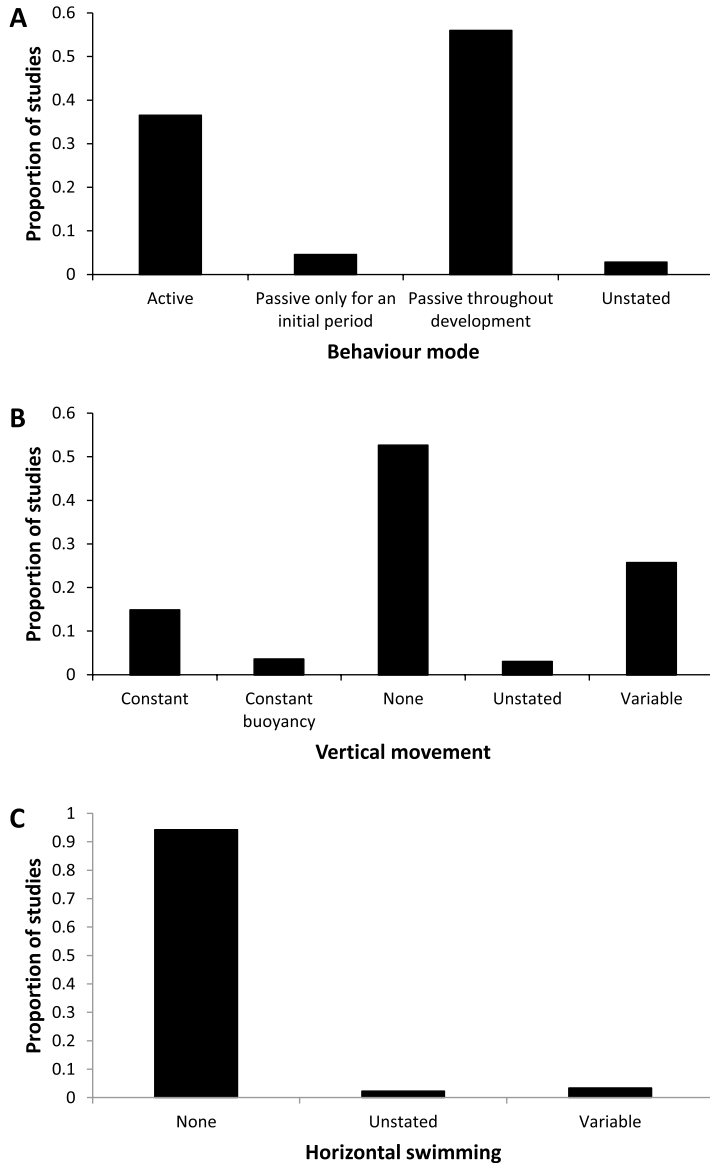 A
Proportion of studies
0.6
0.5
0.4
0.3
0.2
0.1
0
Active
Passive only for an
initial period
Passive throughout
development
Unstated
Behaviour mode
B
Proportion of studies
0.6
0.5
0.4
0.3
0.2
0.1
0
Constant
Constant
buoyancy
None
Unstated
Variable
Vertical movement
C
Proportion of studies
1
0.9
0.8
0.7
0.6
0.5
0.4
0.3
0.2
0.1
0
None
Unstated
Variable
Horizontal swimming